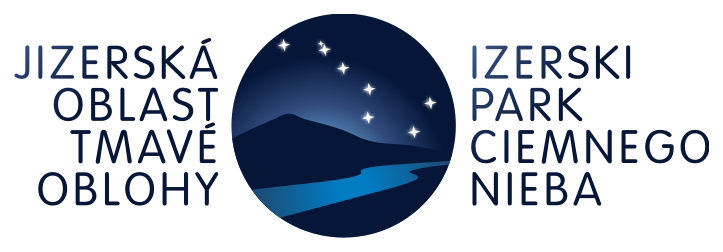 JIZERSKÁ
OBLAST
TMAVÉ
OBLOHY
IZERSKI
PARK
CIEMNEGO
NIEBA